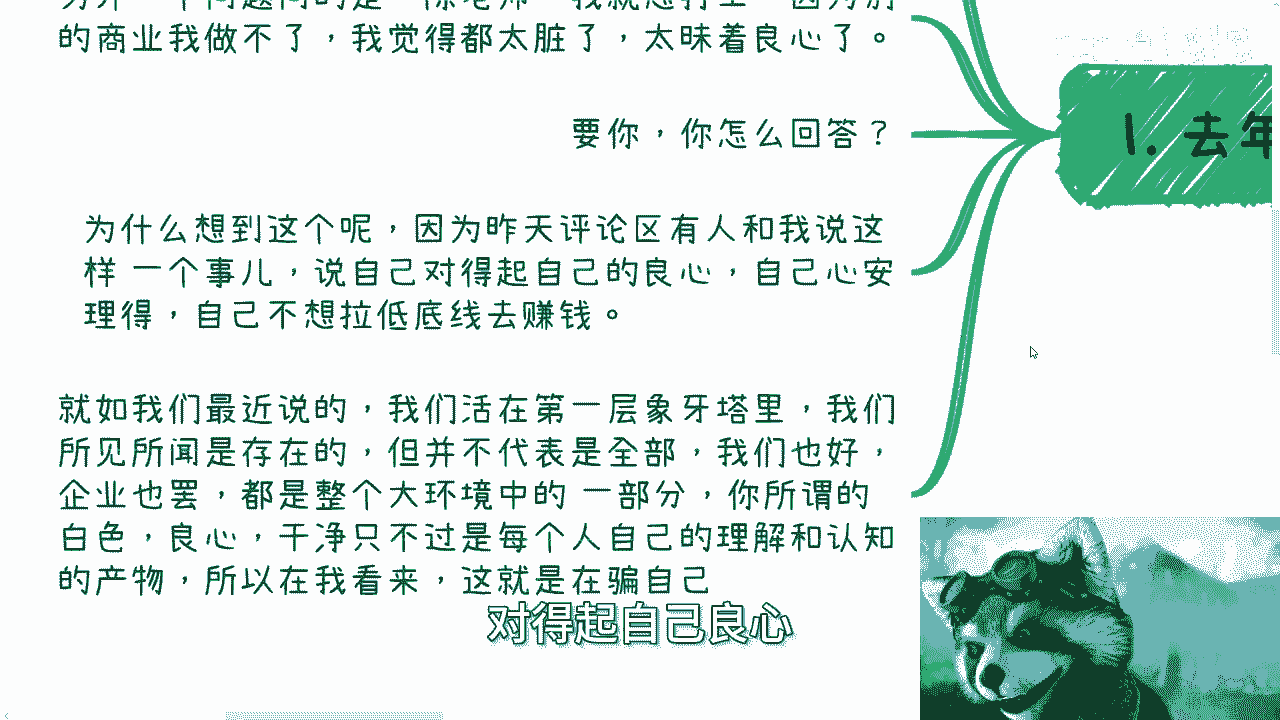 的商业我做不了，我觉得都太脏了，太昧着良心了。
要你，你怎么回答？
为什么想到这个呢，因为昨天评论区有人和我说这
样 一个事儿，说自己对得起自己的良心，自己心安
理得，自己不想拉低底线去赚钱。
就如我们最近说的，我们活在第一层象牙塔里，我们
所见所闻是存在的，但并不代表是全部，我们也好，
企业也罢，都是整个大环境中的 一部分，你所谓的
白色，良心，干净只不过是每个人自己的理解和认知
的产物，所以在我看来，这就是在骗自己
1. 去年
对得起自己良心